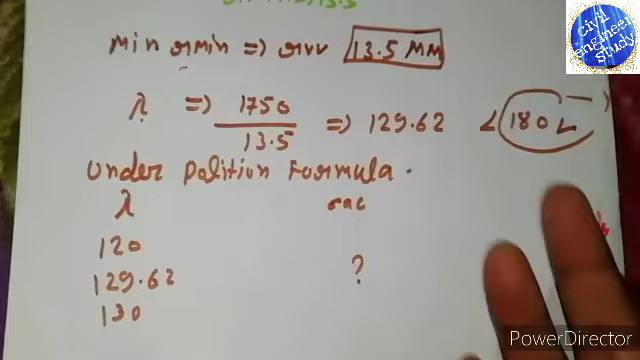 min rmin => rvv 13.5 MM
λ => 1750 / 13.5 => 129.62 < 180
Under Polition Formula.
λ σac
120
129.62 ?
130
civil engineer study
PowerDirector